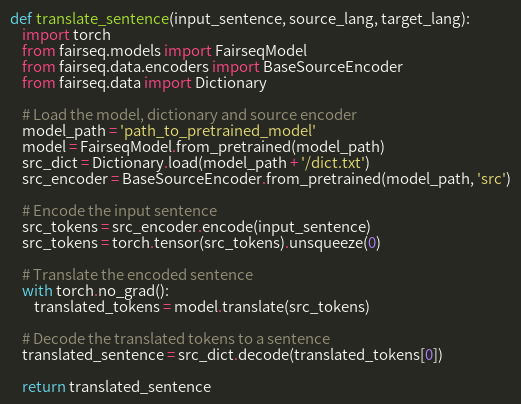 def translate_sentence(input_sentence, source_lang, target_lang):
import torch
from fairseq.models import FairseqModel
from fairseq.data.encoders import BaseSourceEncoder
from fairseq.data import Dictionary
# Load the model, dictionary and source encoder
model_path = 'path_to_pretrained_model'
model = FairseqModel.from_pretrained(model_path)
src_dict = Dictionary.load(model_path + '/dict.txt')
src_encoder = BaseSourceEncoder.from_pretrained(model_path, 'src')
# Encode the input sentence
src_tokens = src_encoder.encode(input_sentence)
src_tokens = torch.tensor(src_tokens).unsqueeze(0)
# Translate the encoded sentence
with torch.no_grad():
translated_tokens = model.translate(src_tokens)
# Decode the translated tokens to a sentence
translated_sentence = src_dict.decode(translated_tokens[0])
return translated_sentence